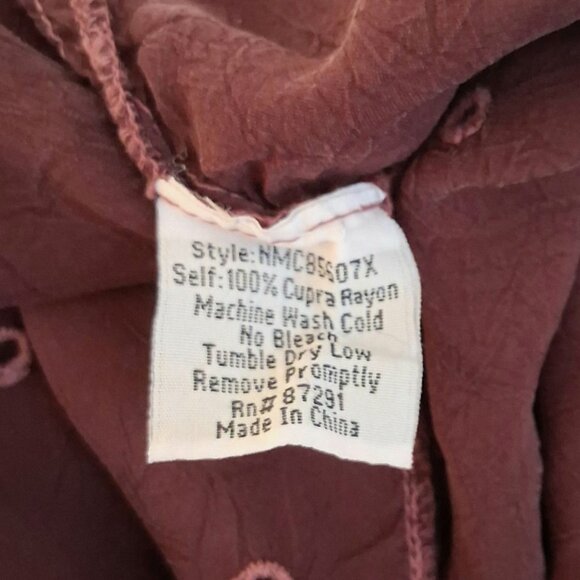 Style:NMC85S07X
Self:100% Cupra Rayon
Machine Wash Cold
No Bleach
Tumble Dry Low
Remove Promptly
Rn# 87291
Made In China